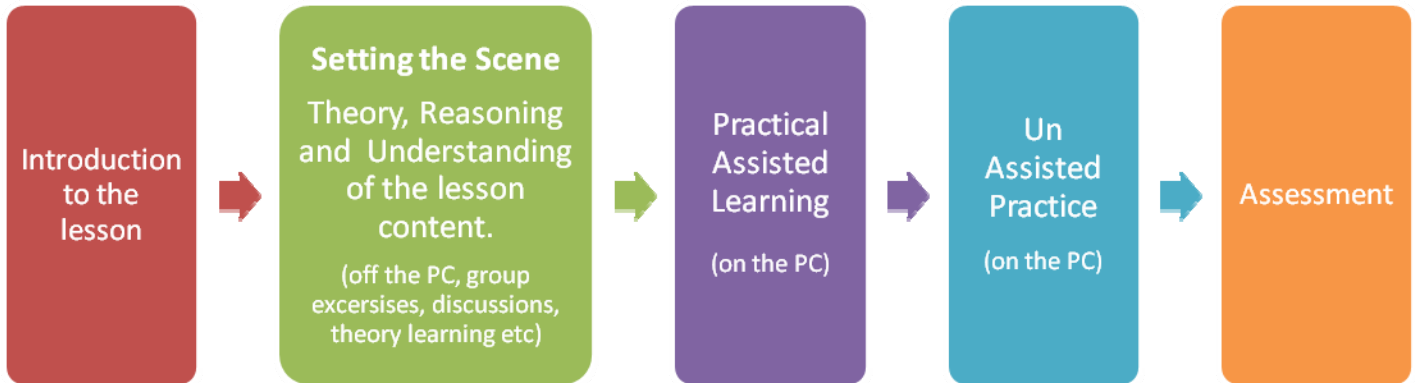 Introduction
to the
lesson
Setting the Scene
Theory, Reasoning
and Understanding
of the lesson
content.
(off the PC, group
excersises, discussions,
theory learning etc)
Practical
Assisted
Learning
(on the PC)
Un
Assisted
Practice
(on the PC)
Assessment